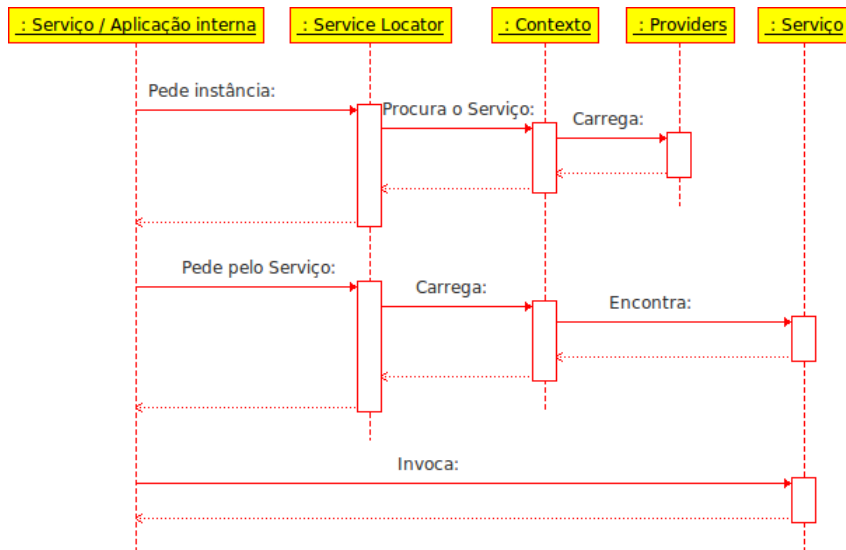 : Serviço / Aplicação interna
: Service Locator
: Contexto
: Providers
: Serviço
Pede instância:
Procura o Serviço:
Carrega:
Pede pelo Serviço:
Carrega:
Encontra:
Invoca: